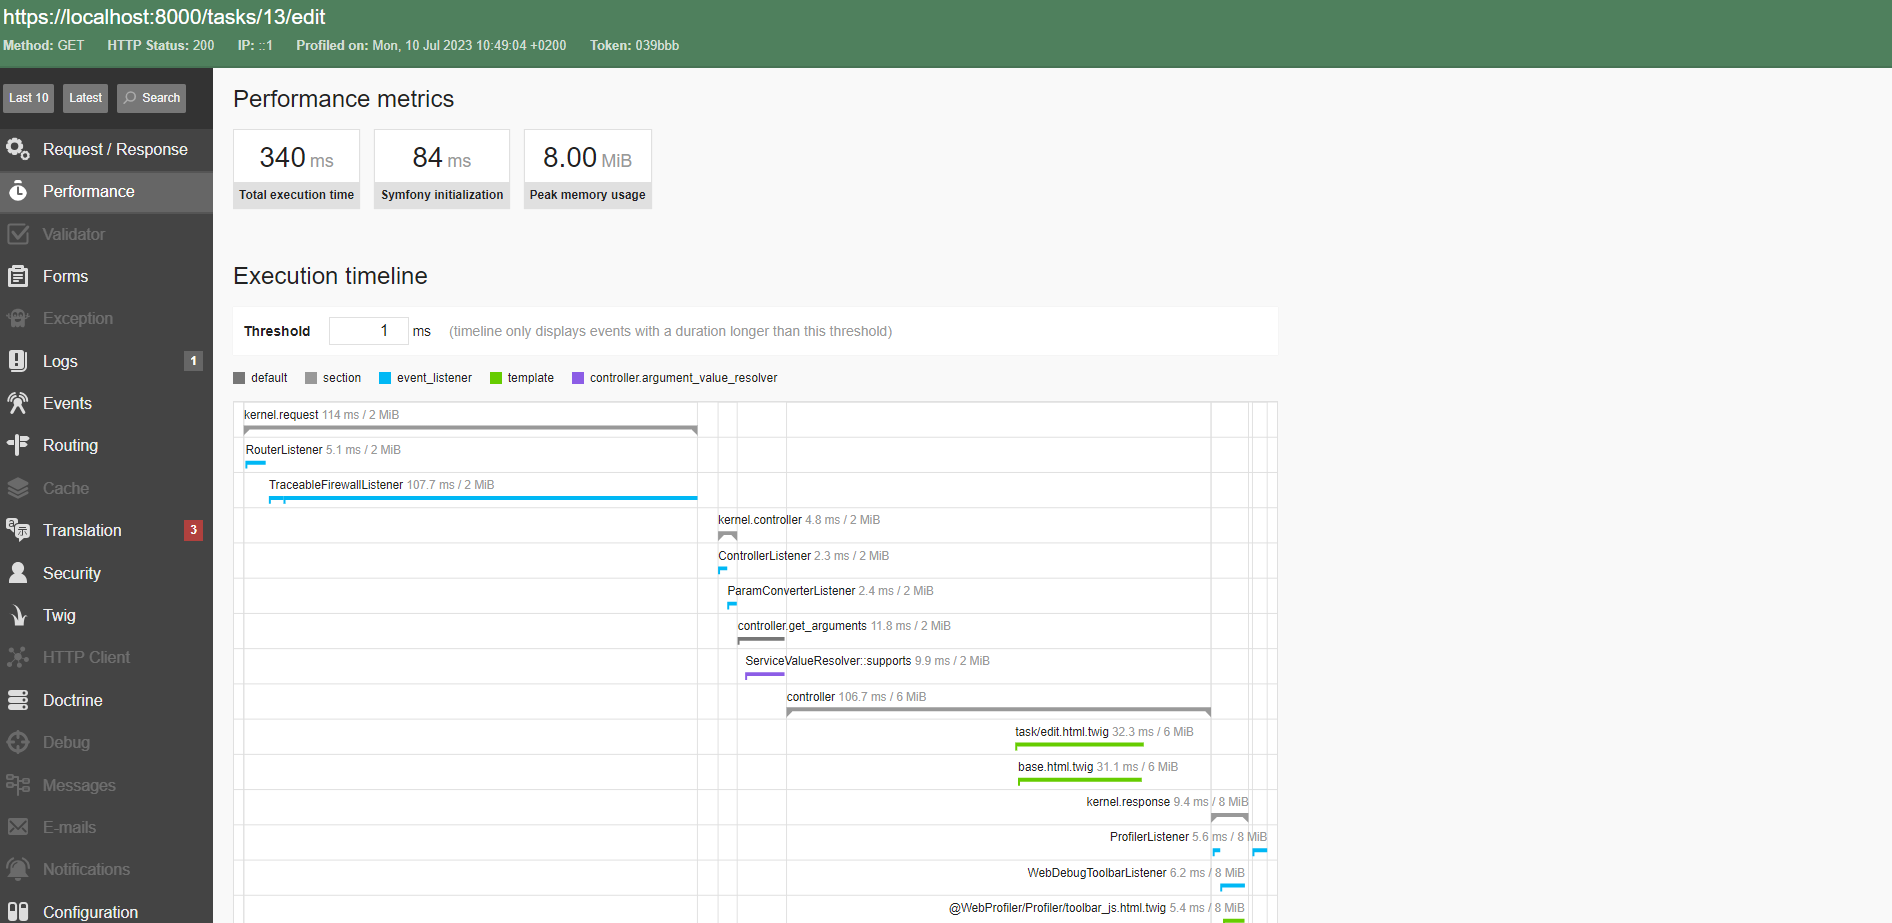 https://localhost:8000/tasks/13/edit
Method: GET HTTP Status: 200 IP: ::1 Profiled on: Mon, 10 Jul 2023 10:49:04 +0200 Token: 039bbb
Last 10 Latest Search
Request / Response
Performance
Validator
Forms
Exception
Logs 1
Events
Routing
Cache
Translation 3
Security
Twig
HTTP Client
Doctrine
Debug
Messages
E-mails
Notifications
Configuration
Performance metrics
340 ms
Total execution time
84 ms
Symfony initialization
8.00 MiB
Peak memory usage
Execution timeline
Threshold 1 ms (timeline only displays events with a duration longer than this threshold)
default section event_listener template controller.argument_value_resolver
kernel.request 114 ms / 2 MiB
RouterListener 5.1 ms / 2 MiB
TraceableFirewallListener 107.7 ms / 2 MiB
kernel.controller 4.8 ms / 2 MiB
ControllerListener 2.3 ms / 2 MiB
ParamConverterListener 2.4 ms / 2 MiB
controller.get_arguments 11.8 ms / 2 MiB
ServiceValueResolver::supports 9.9 ms / 2 MiB
controller 106.7 ms / 6 MiB
task/edit.html.twig 32.3 ms / 6 MiB
base.html.twig 31.1 ms / 6 MiB
kernel.response 9.4 ms / 8 MiB
ProfilerListener 5.6 ms / 8 MiB
WebDebugToolbarListener 6.2 ms / 8 MiB
@WebProfiler/Profiler/toolbar_js.html.twig 5.4 ms / 8 MiB